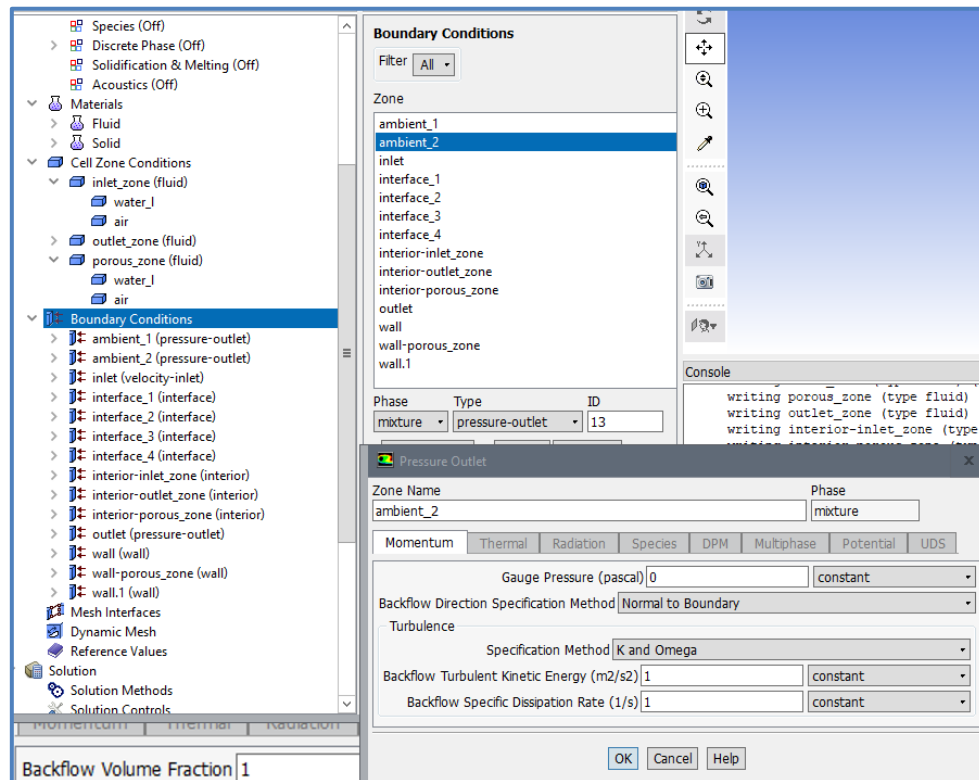 Species (Off)
Discrete Phase (Off)
Solidification & Melting (Off)
Acoustics (Off)
Materials
Fluid
Solid
Cell Zone Conditions
inlet_zone (fluid)
water_l
air
outlet_zone (fluid)
porous_zone (fluid)
water_l
air
Boundary Conditions
ambient_1 (pressure-outlet)
ambient_2 (pressure-outlet)
inlet (velocity-inlet)
interface_1 (interface)
interface_2 (interface)
interface_3 (interface)
interface_4 (interface)
interior-inlet_zone (interior)
interior-outlet_zone (interior)
interior-porous_zone (interior)
outlet (pressure-outlet)
wall (wall)
wall-porous_zone (wall)
wall.1 (wall)
Mesh Interfaces
Dynamic Mesh
Reference Values
Solution
Solution Methods
Solution Controls
Momentum Thermal Radiation
Backflow Volume Fraction 1
Boundary Conditions
Filter All
Zone
ambient_1
ambient_2
inlet
interface_1
interface_2
interface_3
interface_4
interior-inlet_zone
interior-outlet_zone
interior-porous_zone
outlet
wall
wall-porous_zone
wall.1
Phase Type ID
mixture pressure-outlet 13
Console
writing porous_zone (type fluid)
writing outlet_zone (type fluid)
writing interior-inlet_zone (type
Pressure Outlet
Zone Name Phase
ambient_2 mixture
Momentum Thermal Radiation Species DPM Multiphase Potential UDS
Gauge Pressure (pascal) 0 constant
Backflow Direction Specification Method Normal to Boundary
Turbulence
Specification Method K and Omega
Backflow Turbulent Kinetic Energy (m2/s2) 1 constant
Backflow Specific Dissipation Rate (1/s) 1 constant
OK Cancel Help